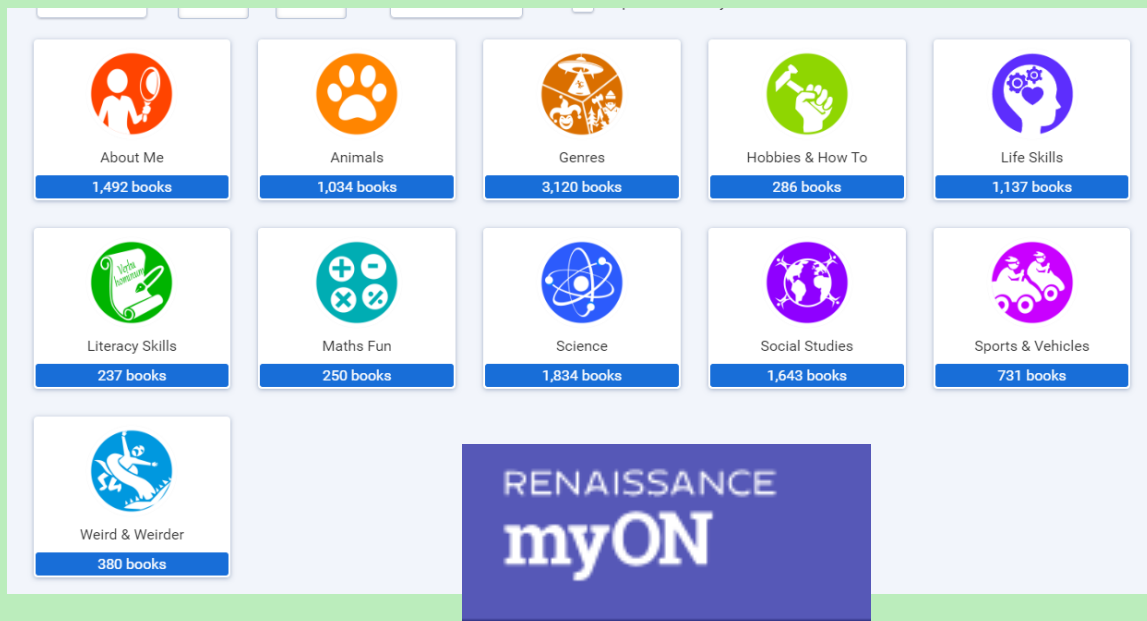 About Me
1,492 books
Animals
1,034 books
Genres
3,120 books
Hobbies & How To
286 books
Life Skills
1,137 books
Literacy Skills
237 books
Maths Fun
250 books
Science
1,834 books
Social Studies
1,643 books
Sports & Vehicles
731 books
Weird & Weirder
380 books
RENAISSANCE
myON